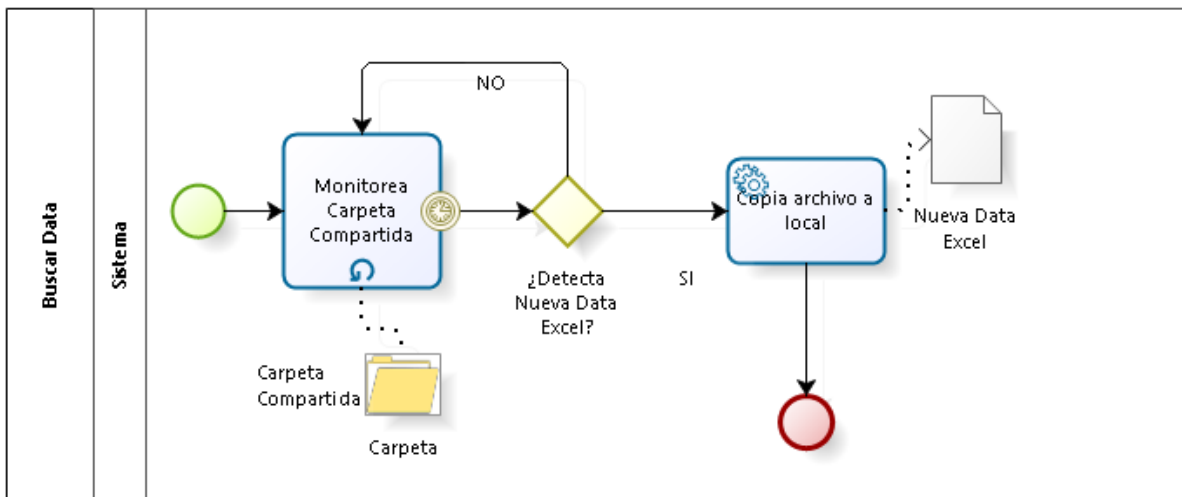 Buscar Data
Sistema
NO
Monitorea
Carpeta
Compartida
¿Detecta
Nueva Data
Excel?
SI
Copia archivo a
local
Nueva Data
Excel
Carpeta
Compartida
Carpeta